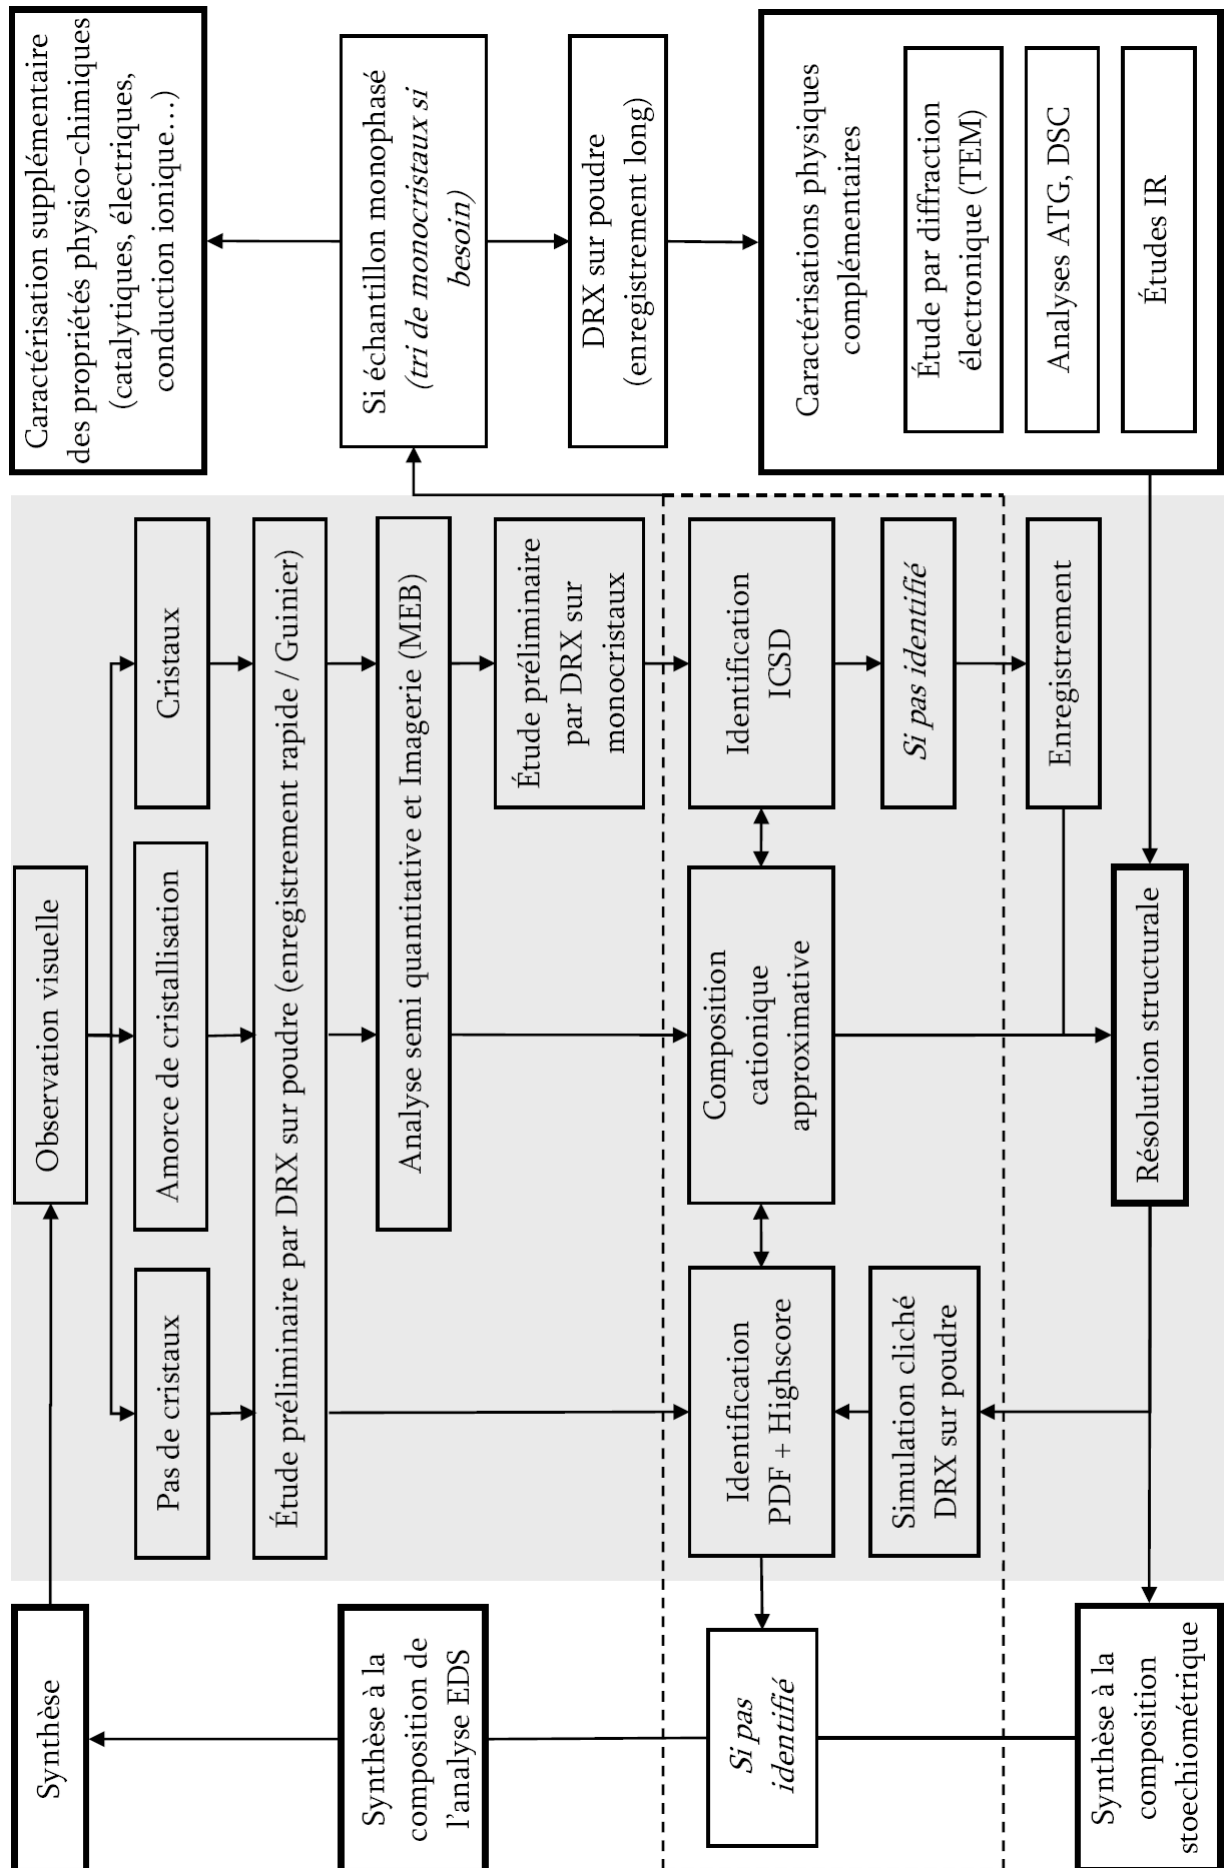 Synthèse
Synthèse à la
composition de
l'analyse EDS
Si pas
identifié
Synthèse à la
composition
stoechiométrique
Observation visuelle
Pas de cristaux
Amorce de cristallisation
Cristaux
Étude préliminaire par DRX sur poudre (enregistrement rapide / Guinier)
Analyse semi quantitative et Imagerie (MEB)
Étude préliminaire
par DRX sur
monocristaux
Identification
PDF + Highscore
Composition
cationique
approximative
Identification
ICSD
Simulation cliché
DRX sur poudre
Si pas identifié
Enregistrement
Résolution structurale
Caractérisation supplémentaire
des propriétés physico-chimiques
(catalytiques, électriques,
conduction ionique…)
Si échantillon monophasé
(tri de monocristaux si
besoin)
DRX sur poudre
(enregistrement long)
Caractérisations physiques
complémentaires
Étude par diffraction
électronique (TEM)
Analyses ATG, DSC
Études IR